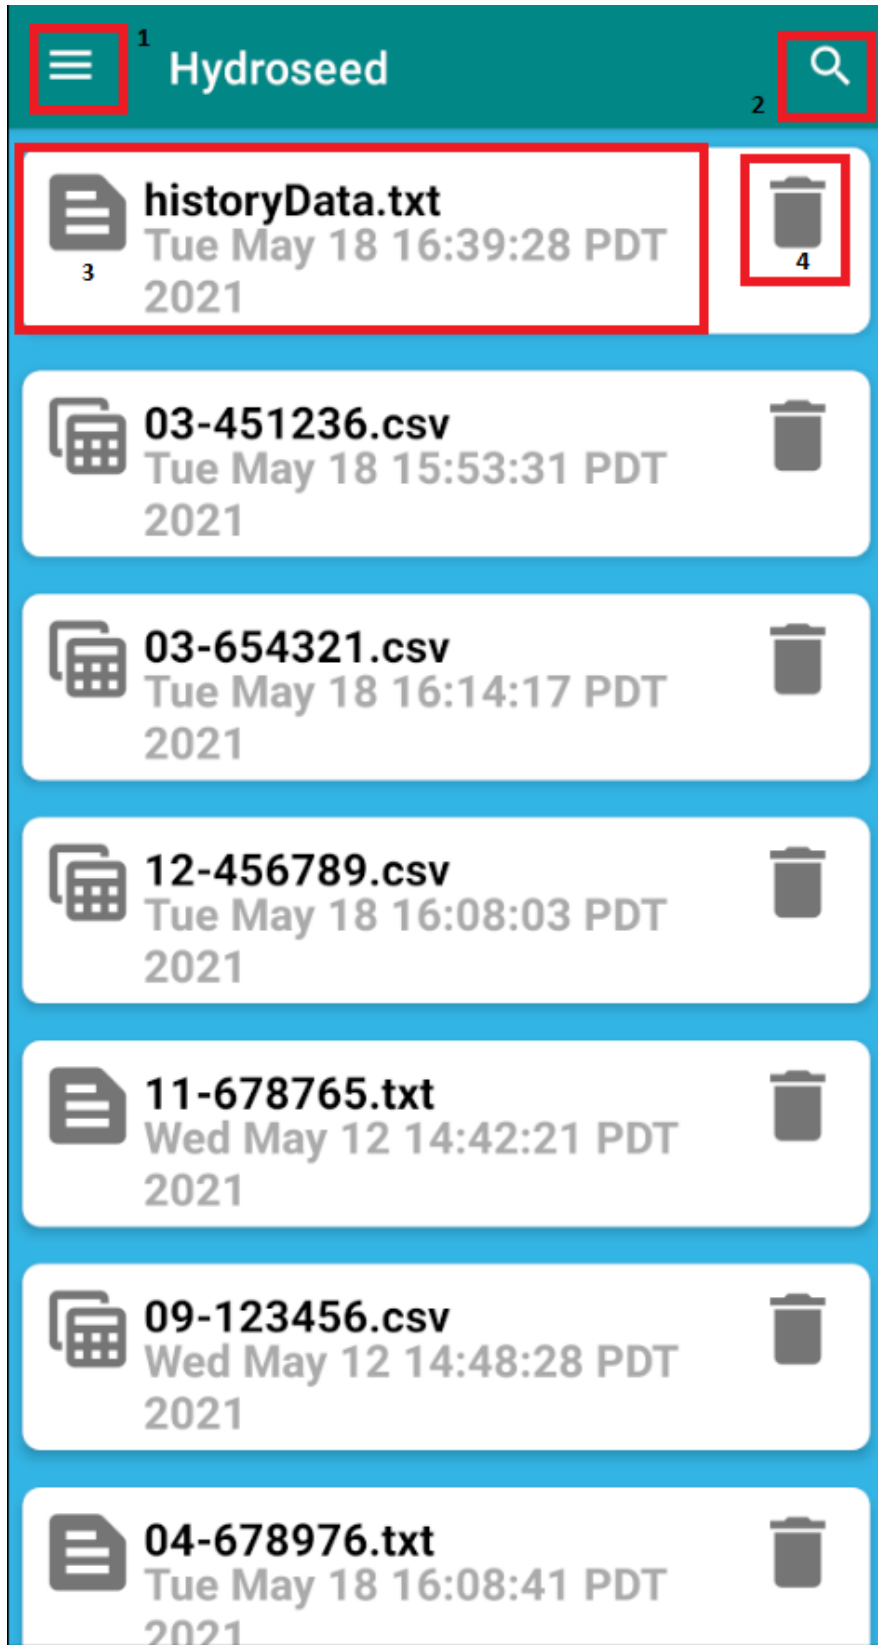 1
Hydroseed
2
historyData.txt
Tue May 18 16:39:28 PDT
2021
3
4
03-451236.csv
Tue May 18 15:53:31 PDT
2021
03-654321.csv
Tue May 18 16:14:17 PDT
2021
12-456789.csv
Tue May 18 16:08:03 PDT
2021
11-678765.txt
Wed May 12 14:42:21 PDT
2021
09-123456.csv
Wed May 12 14:48:28 PDT
2021
04-678976.txt
Tue May 18 16:08:41 PDT
2021